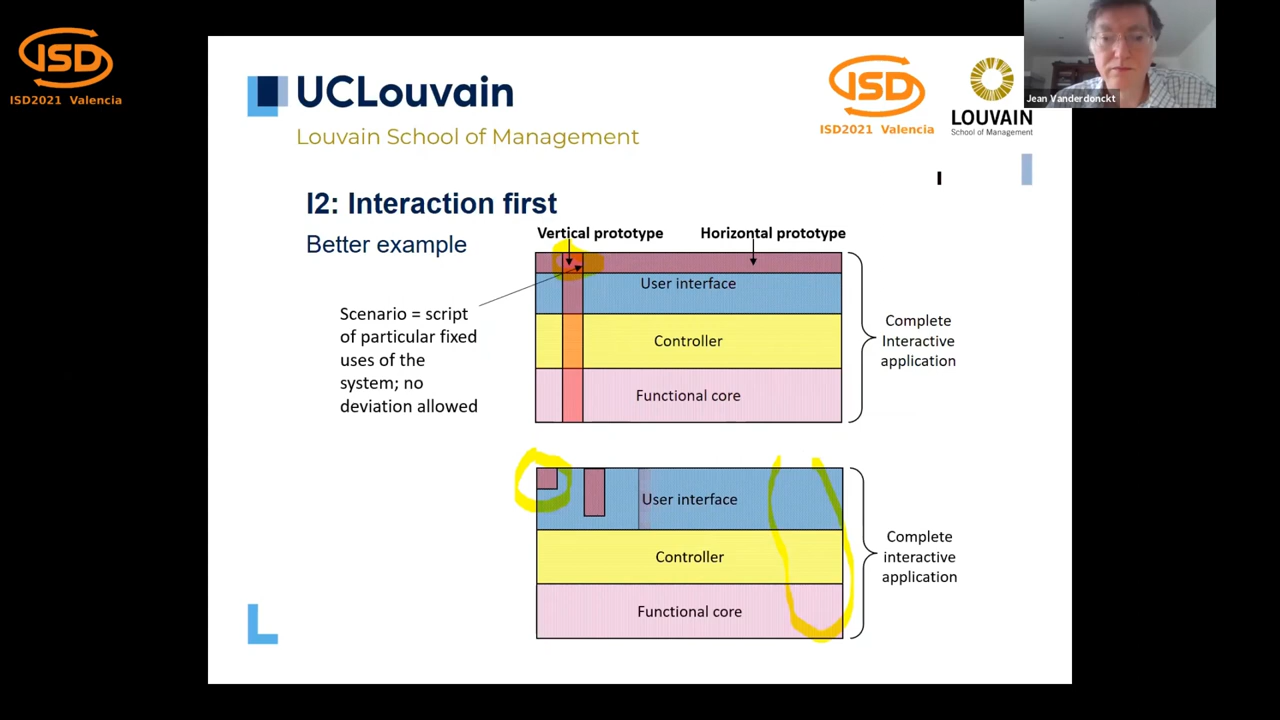 ISD
ISD2021 Valencia
UCLouvain
Louvain School of Management
ISD
ISD2021 Valencia
LOUVAIN
School of Management
Jean Vanderdonckt
I2: Interaction first
Better example
Vertical prototype
Horizontal prototype
User interface
Controller
Functional core
Scenario = script
of particular fixed
uses of the
system; no
deviation allowed
Complete
Interactive
application
User interface
Controller
Functional core
Complete
interactive
application